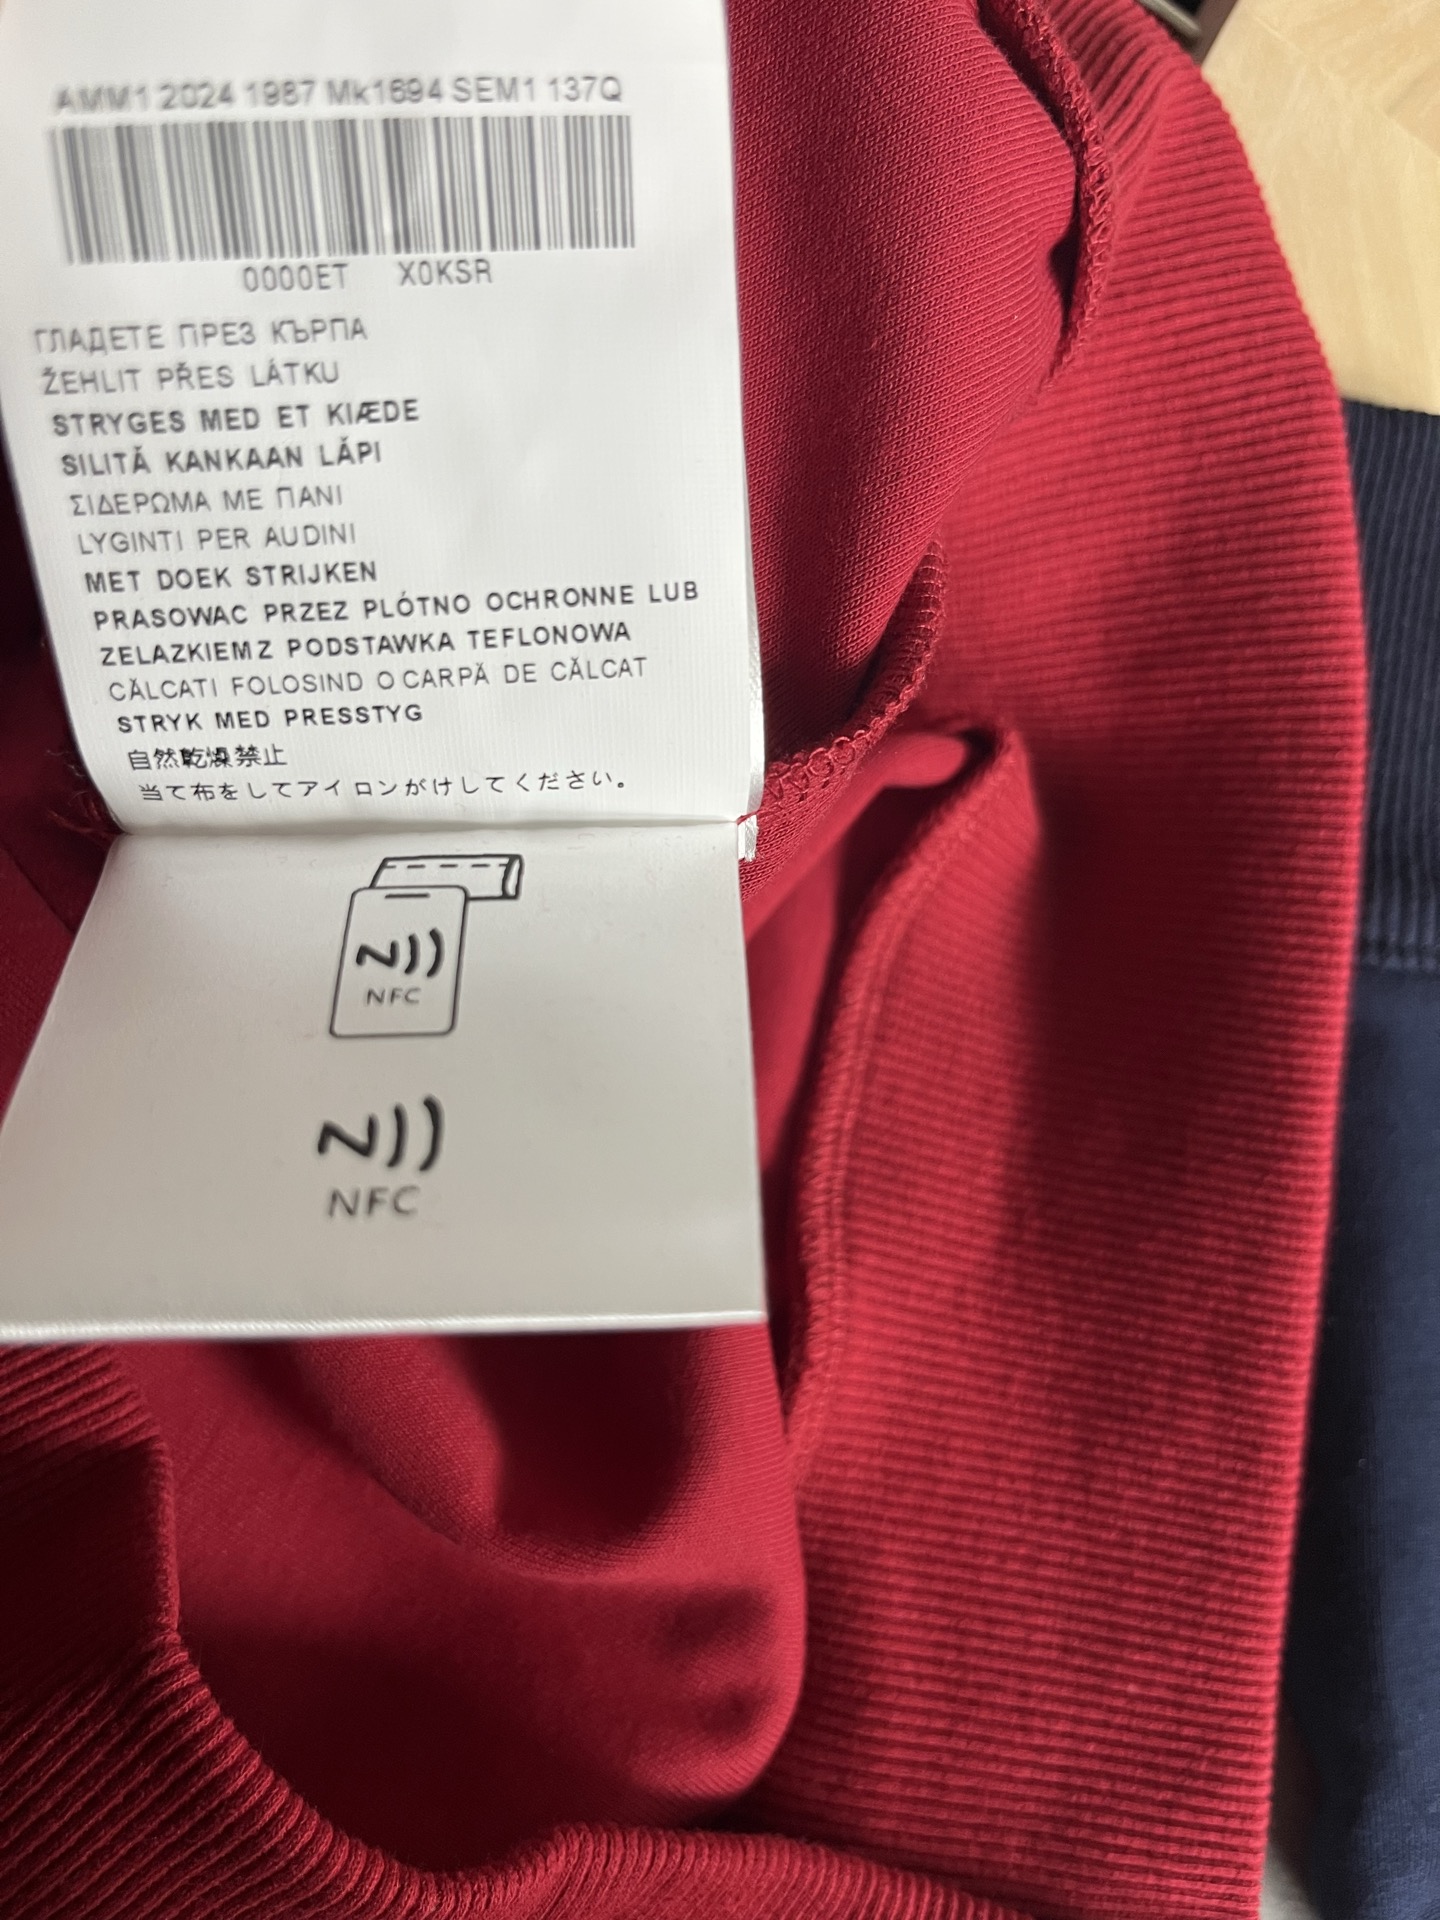 AMM1 2024 1987 Mk1694 SEM1 137Q
0000ET X0KSR
ГЛАДЕТЕ ПРЕЗ КЪРПА
ŽEHLIT PŘES LÁTKU
STRYGES MED ET KIÆDE
SILITĂ KANKAAN LĂPI
ΣΙΔΕΡΩΜΑ ΜΕ ΠΑΝΙ
LYGINTI PER AUDINI
MET DOEK STRIJKEN
PRASOWAC PRZEZ PLÓTNO OCHRONNE LUB
ZELAZKIEM Z PODSTAWKA TEFLONOWA
CĂLCATI FOLOSIND O CARPĂ DE CĂLCAT
STRYK MED PRESSTYG
自然乾燥禁止
当て布をしてアイロンがけしてください。
NFC
NFC